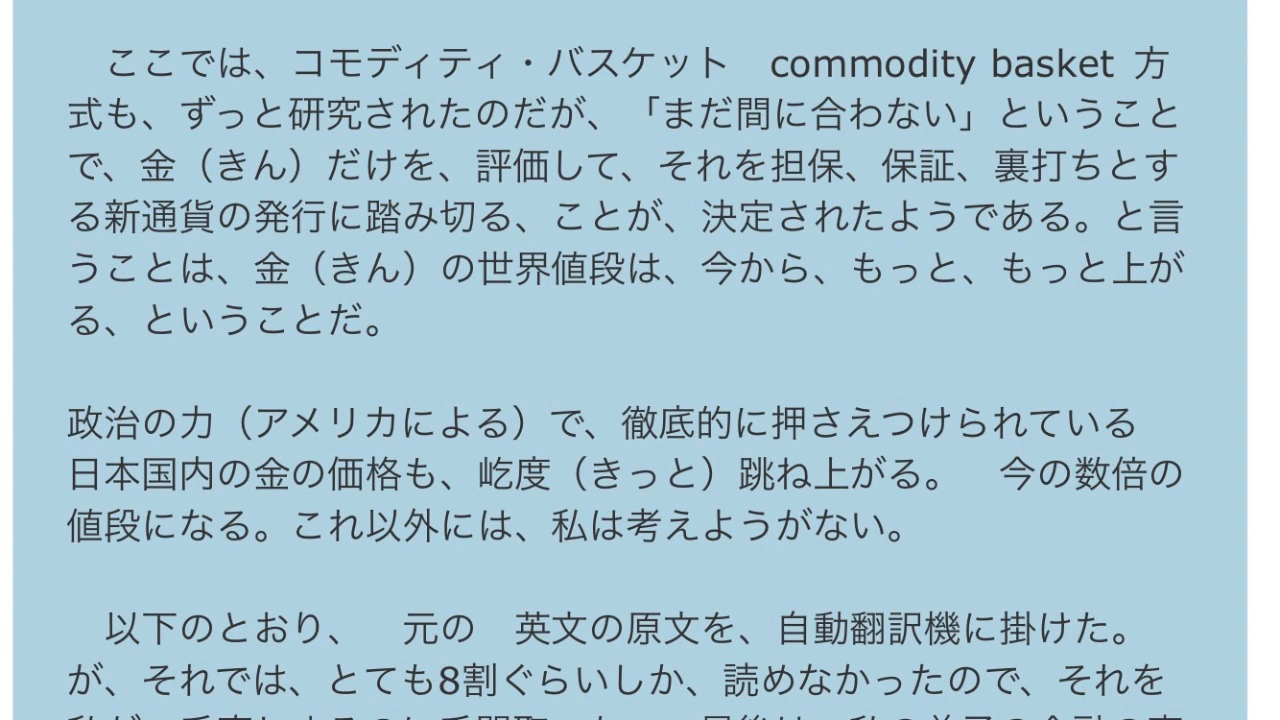 ここでは、コモディティ・バスケット　commodity basket 方
式も、ずっと研究されたのだが、「まだ間に合わない」ということ
で、金（きん）だけを、評価して、それを担保、保証、裏打ちとす
る新通貨の発行に踏み切る、ことが、決定されたようである。と言
うことは、金（きん）の世界値段は、今から、もっと、もっと上が
る、ということだ。
政治の力（アメリカによる）で、徹底的に押さえつけられている
日本国内の金の価格も、屹度（きっと）跳ね上がる。　今の数倍の
値段になる。これ以外には、私は考えようがない。
以下のとおり、　元の　英文の原文を、自動翻訳機に掛けた。
が、それでは、とても8割ぐらいしか、読めなかったので、それを